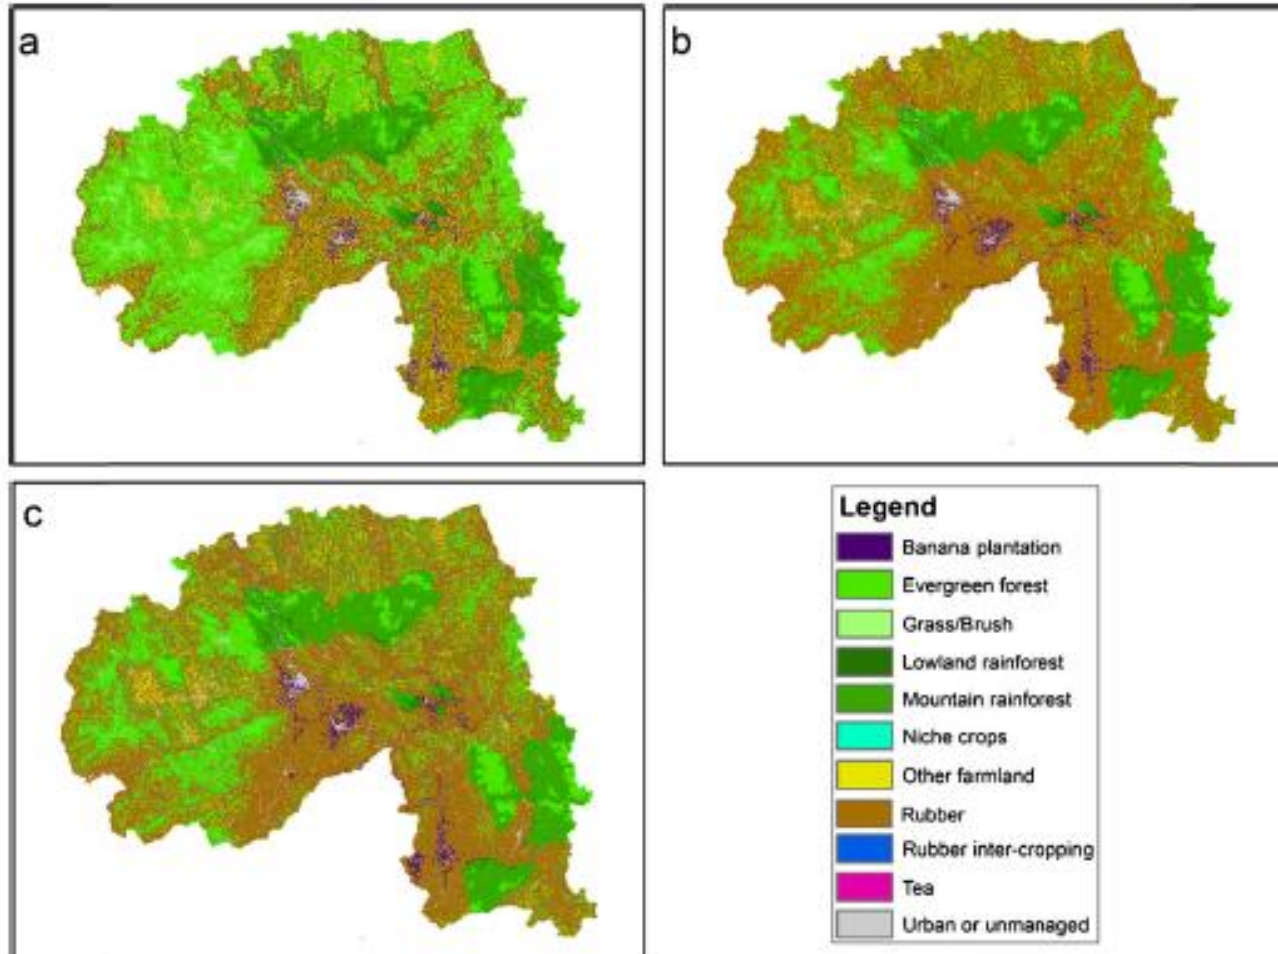 a
b
c
Legend
Banana plantation
Evergreen forest
Grass/Brush
Lowland rainforest
Mountain rainforest
Niche crops
Other farmland
Rubber
Rubber inter-cropping
Tea
Urban or unmanaged